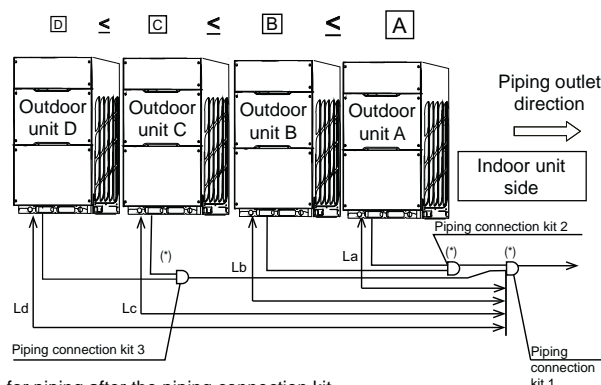 D ≤ C ≤ B ≤ A
Outdoor unit D
Outdoor unit C
Outdoor unit B
Outdoor unit A
Piping outlet
direction
Indoor unit
side
Piping connection kit 2
(*)
(*)
(*)
La
Lb
Lc
Ld
Piping connection kit 3
Piping
connection
kit 1
for piping after the piping connection kit